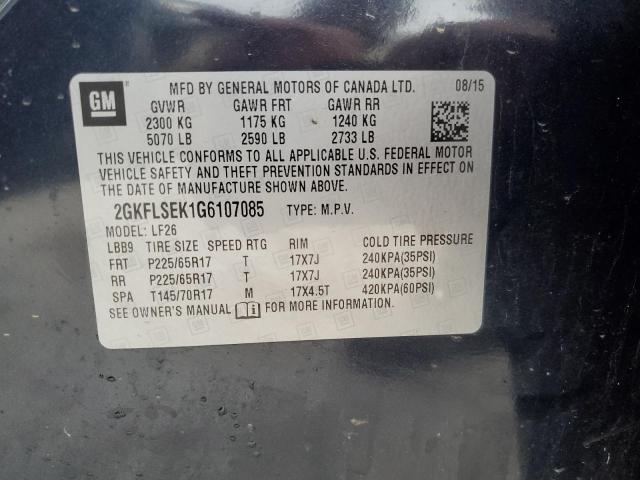 GM MFD BY GENERAL MOTORS OF CANADA LTD. 08/15
GVWR GAWR FRT GAWR RR
2300 KG 1175 KG 1240 KG
5070 LB 2590 LB 2733 LB
THIS VEHICLE CONFORMS TO ALL APPLICABLE U.S. FEDERAL MOTOR
VEHICLE SAFETY AND THEFT PREVENTION STANDARDS IN EFFECT ON
THE DATE OF MANUFACTURE SHOWN ABOVE.
2GKFLSEK1G6107085 TYPE: M.P.V.
MODEL: LF26
LBB9 TIRE SIZE SPEED RTG RIM COLD TIRE PRESSURE
FRT P225/65R17 T 17X7J 240KPA(35PSI)
RR P225/65R17 T 17X7J 240KPA(35PSI)
SPA T145/70R17 M 17X4.5T 420KPA(60PSI)
SEE OWNER'S MANUAL FOR MORE INFORMATION.